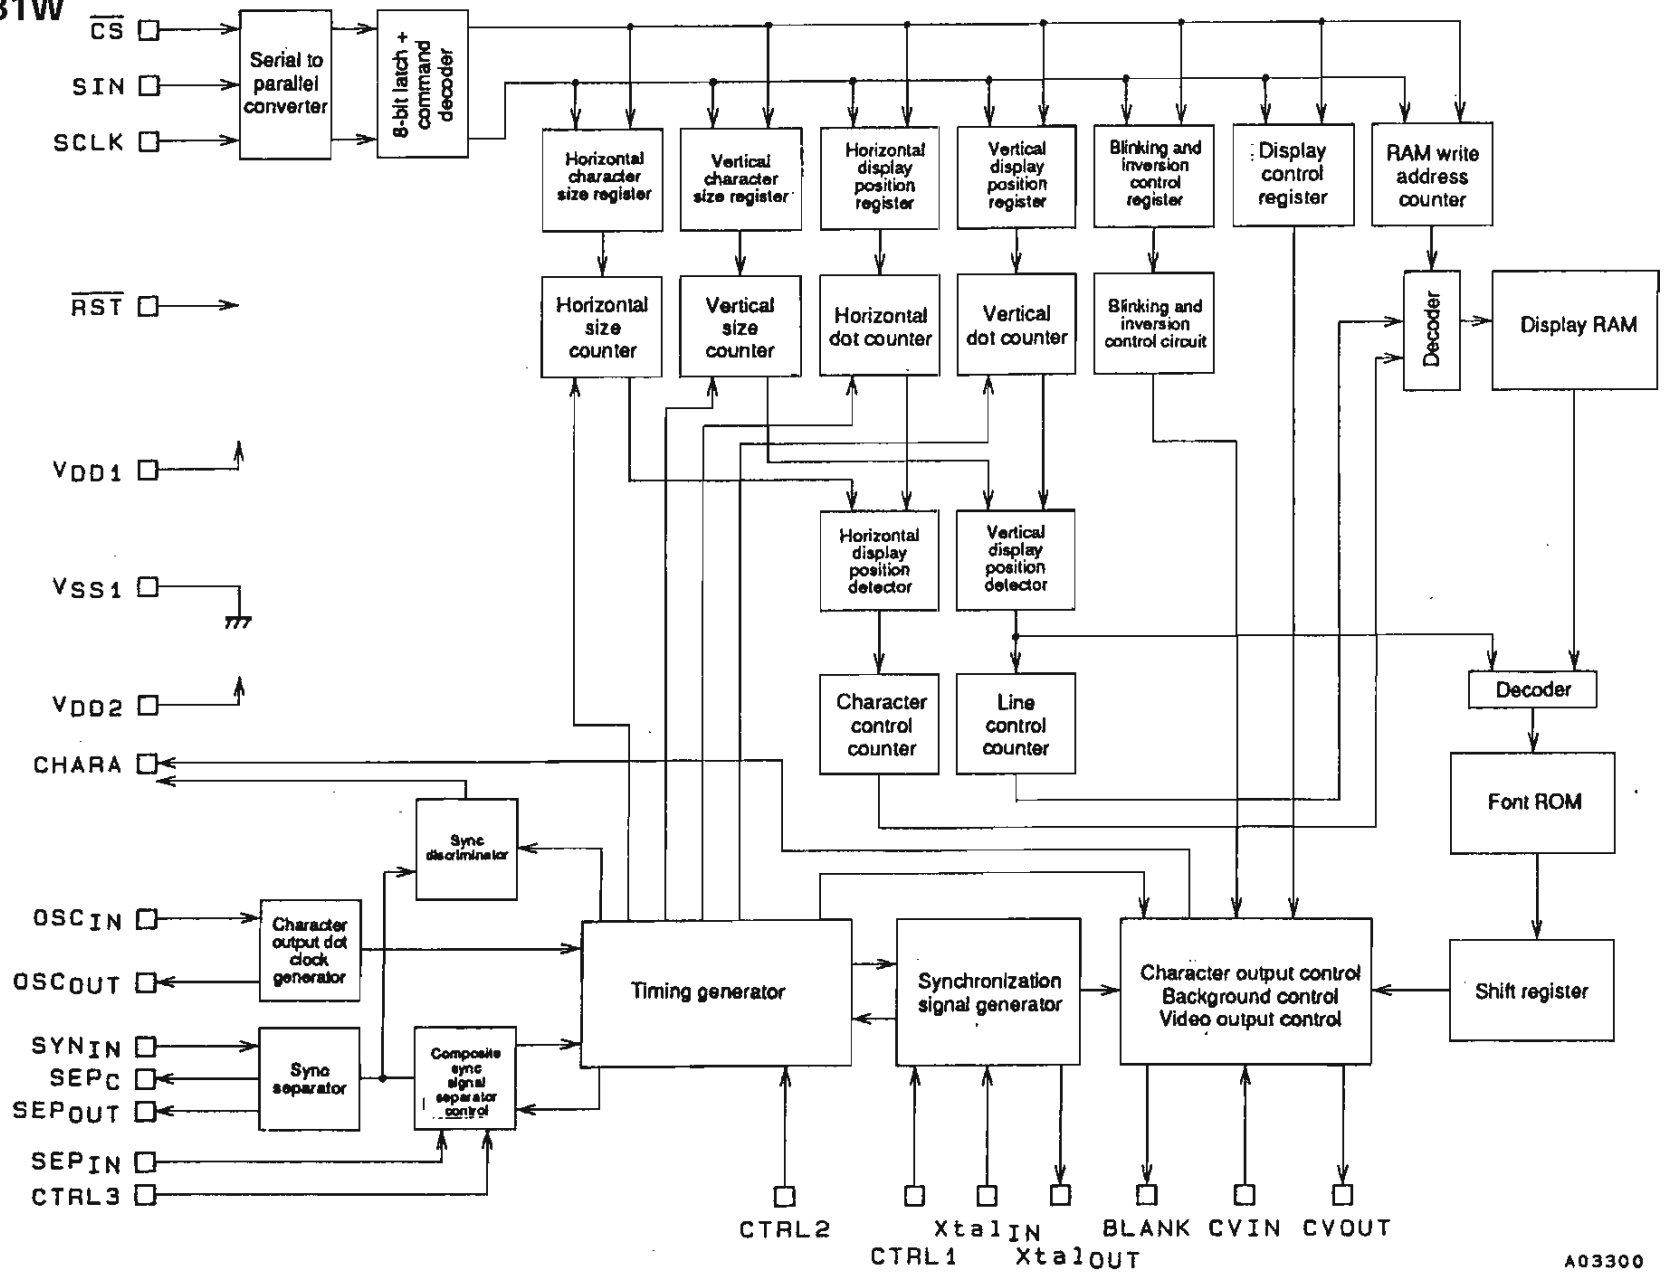 31W
CS
SIN
SCLK
Serial to
parallel
converter
8-bit latch +
command
decoder
Horizontal
character
size register
Vertical
character
size register
Horizontal
display
position
register
Vertical
display
position
register
Blinking and
inversion
control
register
Display
control
register
RAM write
address
counter
RST
Horizontal
size
counter
Vertical
size
counter
Horizontal
dot counter
Vertical
dot counter
Blinking and
inversion
control circuit
Decoder
Display RAM
VDD1
VSS1
VDD2
Horizontal
display
position
detector
Vertical
display
position
detector
Character
control
counter
Line
control
counter
Decoder
Font ROM
CHARA
Sync
discriminator
OSCIN
OSCOUT
Character
output dot
clock
generator
Timing generator
Synchronization
signal generator
Character output control
Background control
Video output control
Shift register
SYNIN
SEPC
SEPOUT
Sync
separator
Composite
sync
signal
separator
control
SEPIN
CTRL3
CTRL2
CTRL1
XtalIN
XtalOUT
BLANK
CVIN
CVOUT
A03300